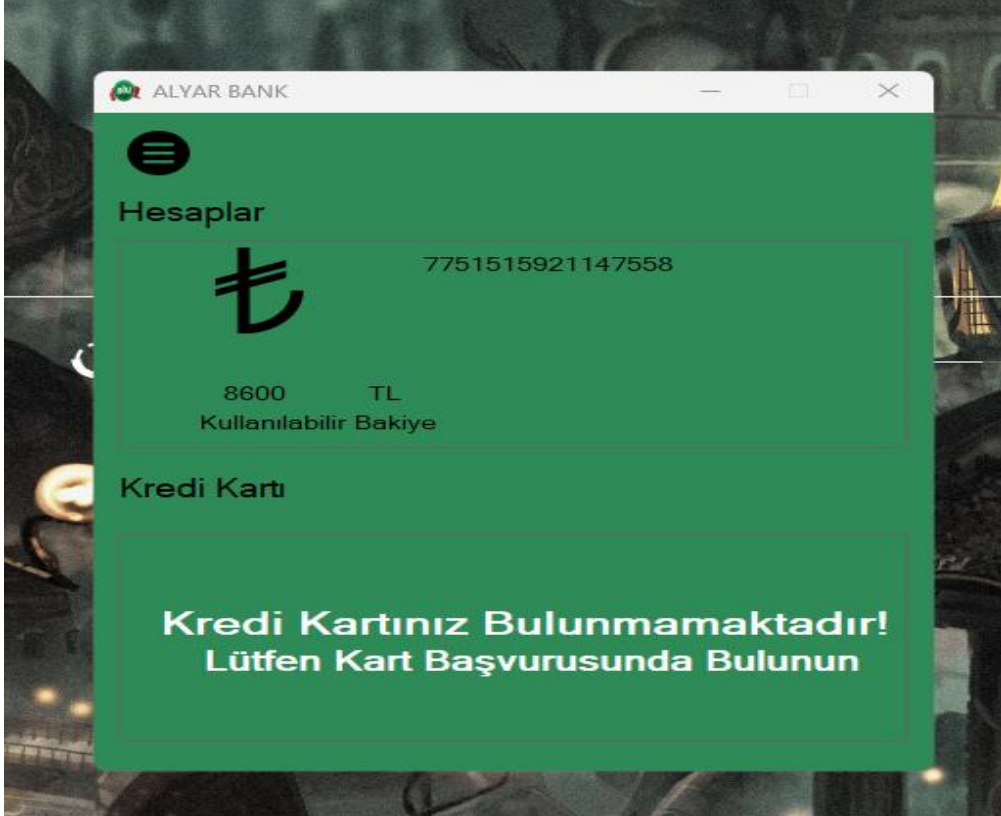 ALYAR BANK
Hesaplar
₺
7751515921147558
8600 TL
Kullanılabilir Bakiye
Kredi Kartı
Kredi Kartınız Bulunmamaktadır!
Lütfen Kart Başvurusunda Bulunun